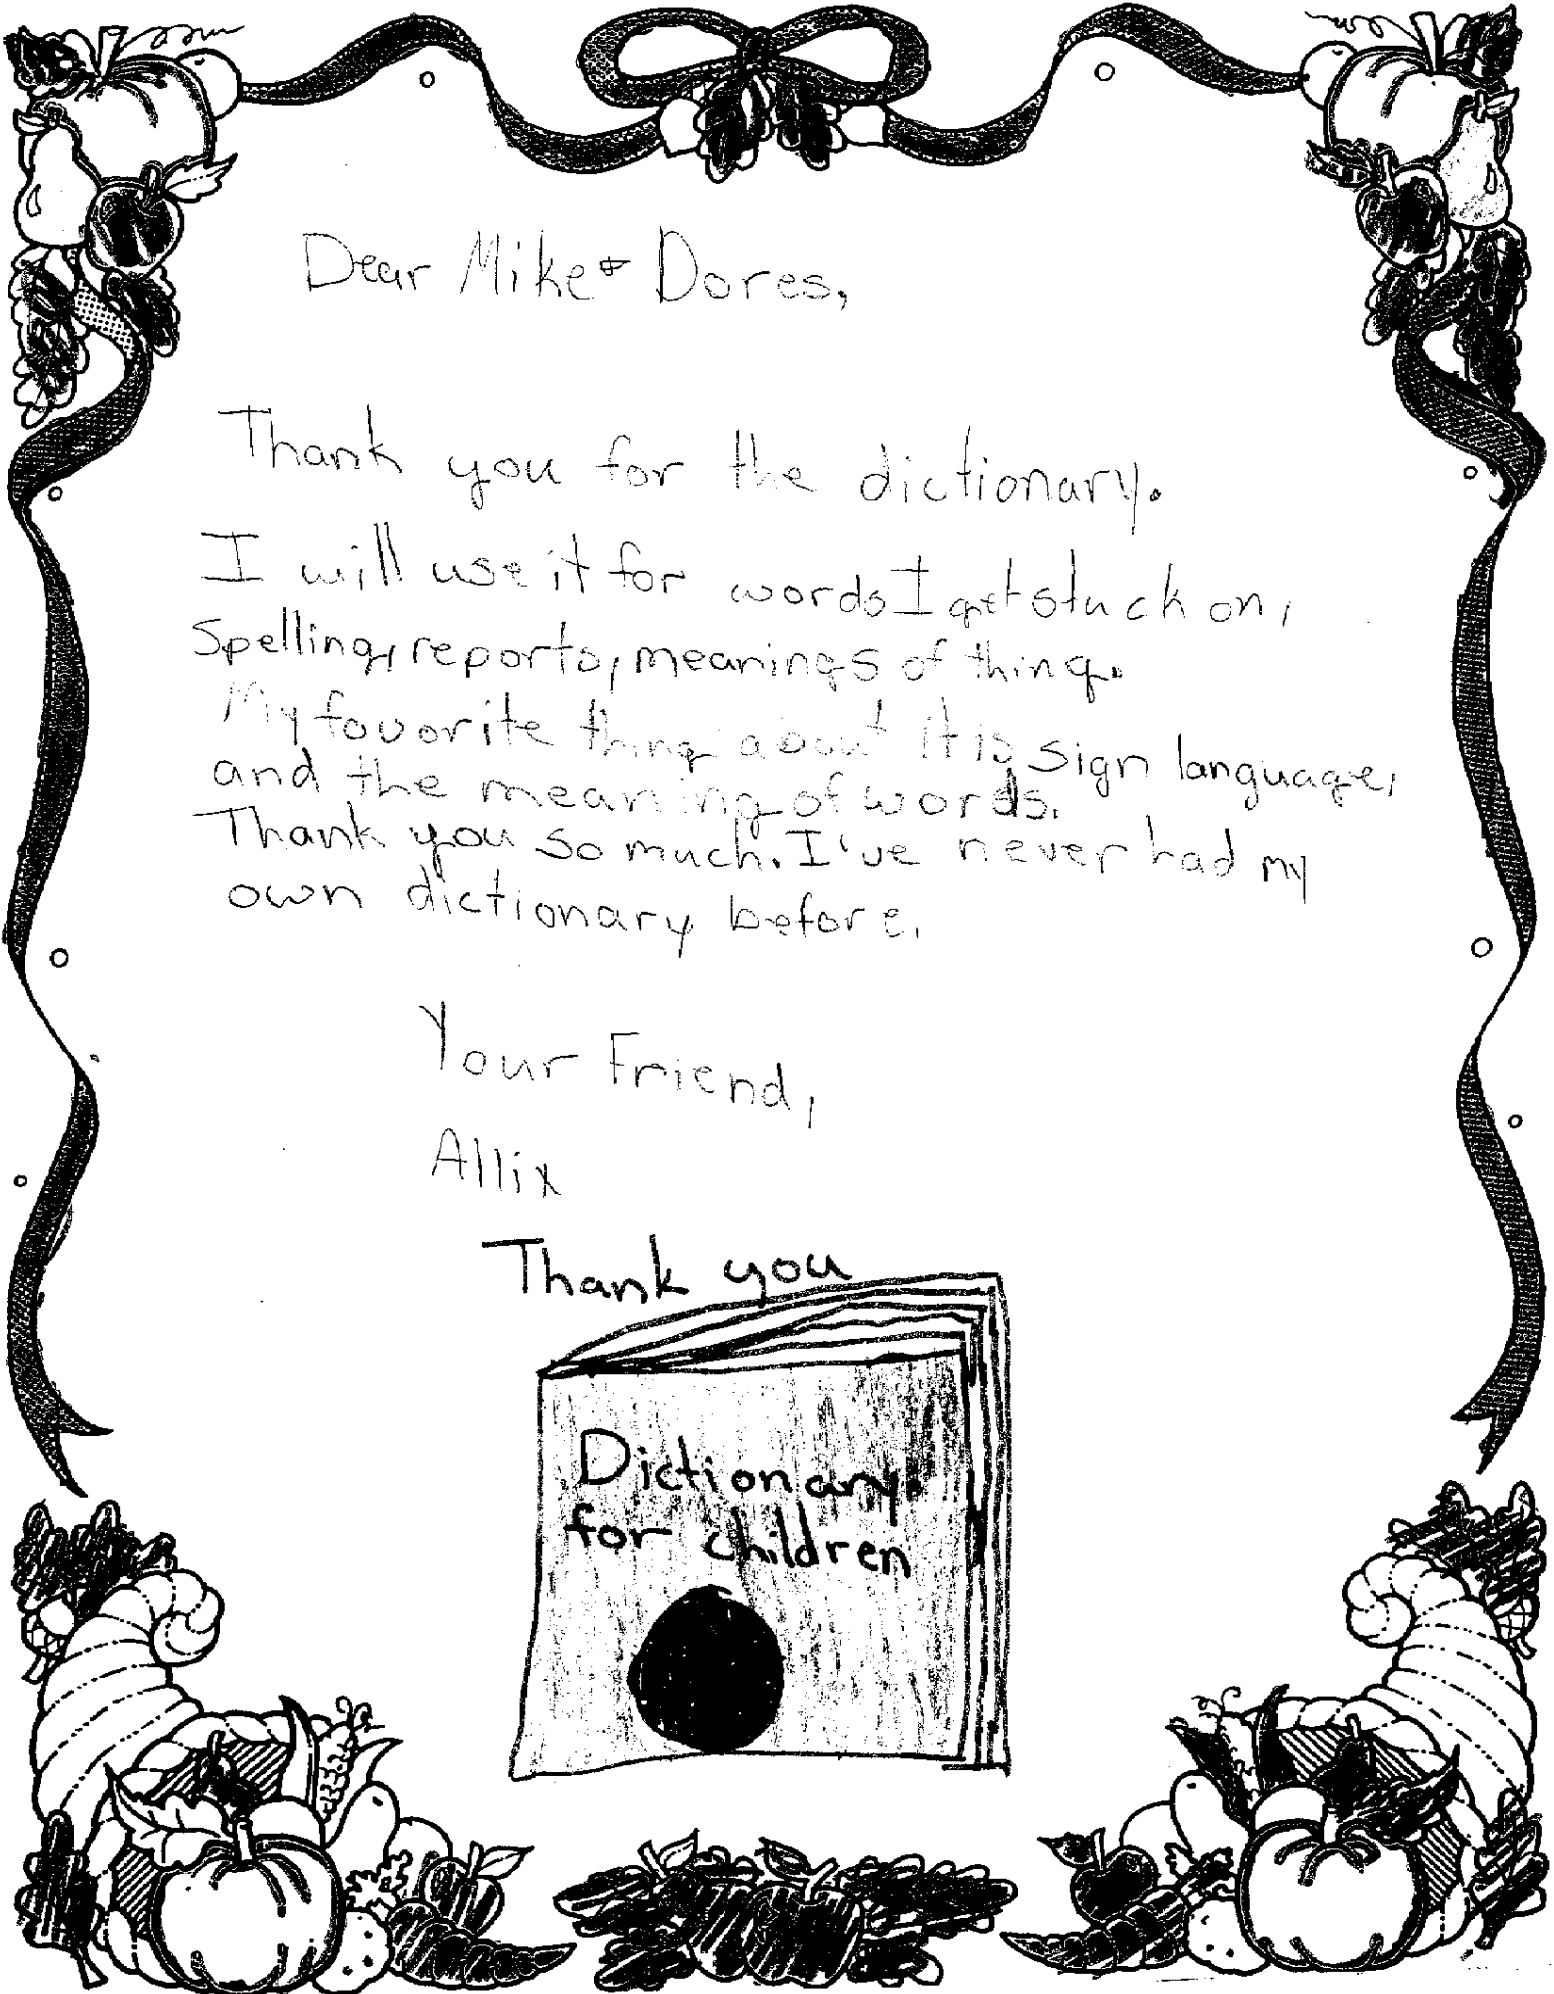 Dear Mike & Dores,
Thank you for the dictionary.
I will use it for words I get stuck on,
Spelling, reports, meanings of thing.
My favorite thing about it is sign language,
and the meaning of words.
Thank you so much. I've never had my
own dictionary before.
Your Friend,
Allix
Thank you
Dictionary
for children